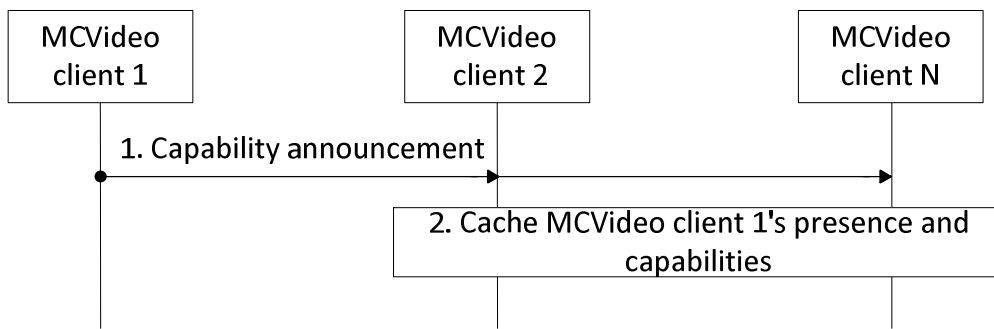 MCVideo
client 1
MCVideo
client 2
MCVideo
client N
1. Capability announcement
2. Cache MCVideo client 1's presence and
capabilities